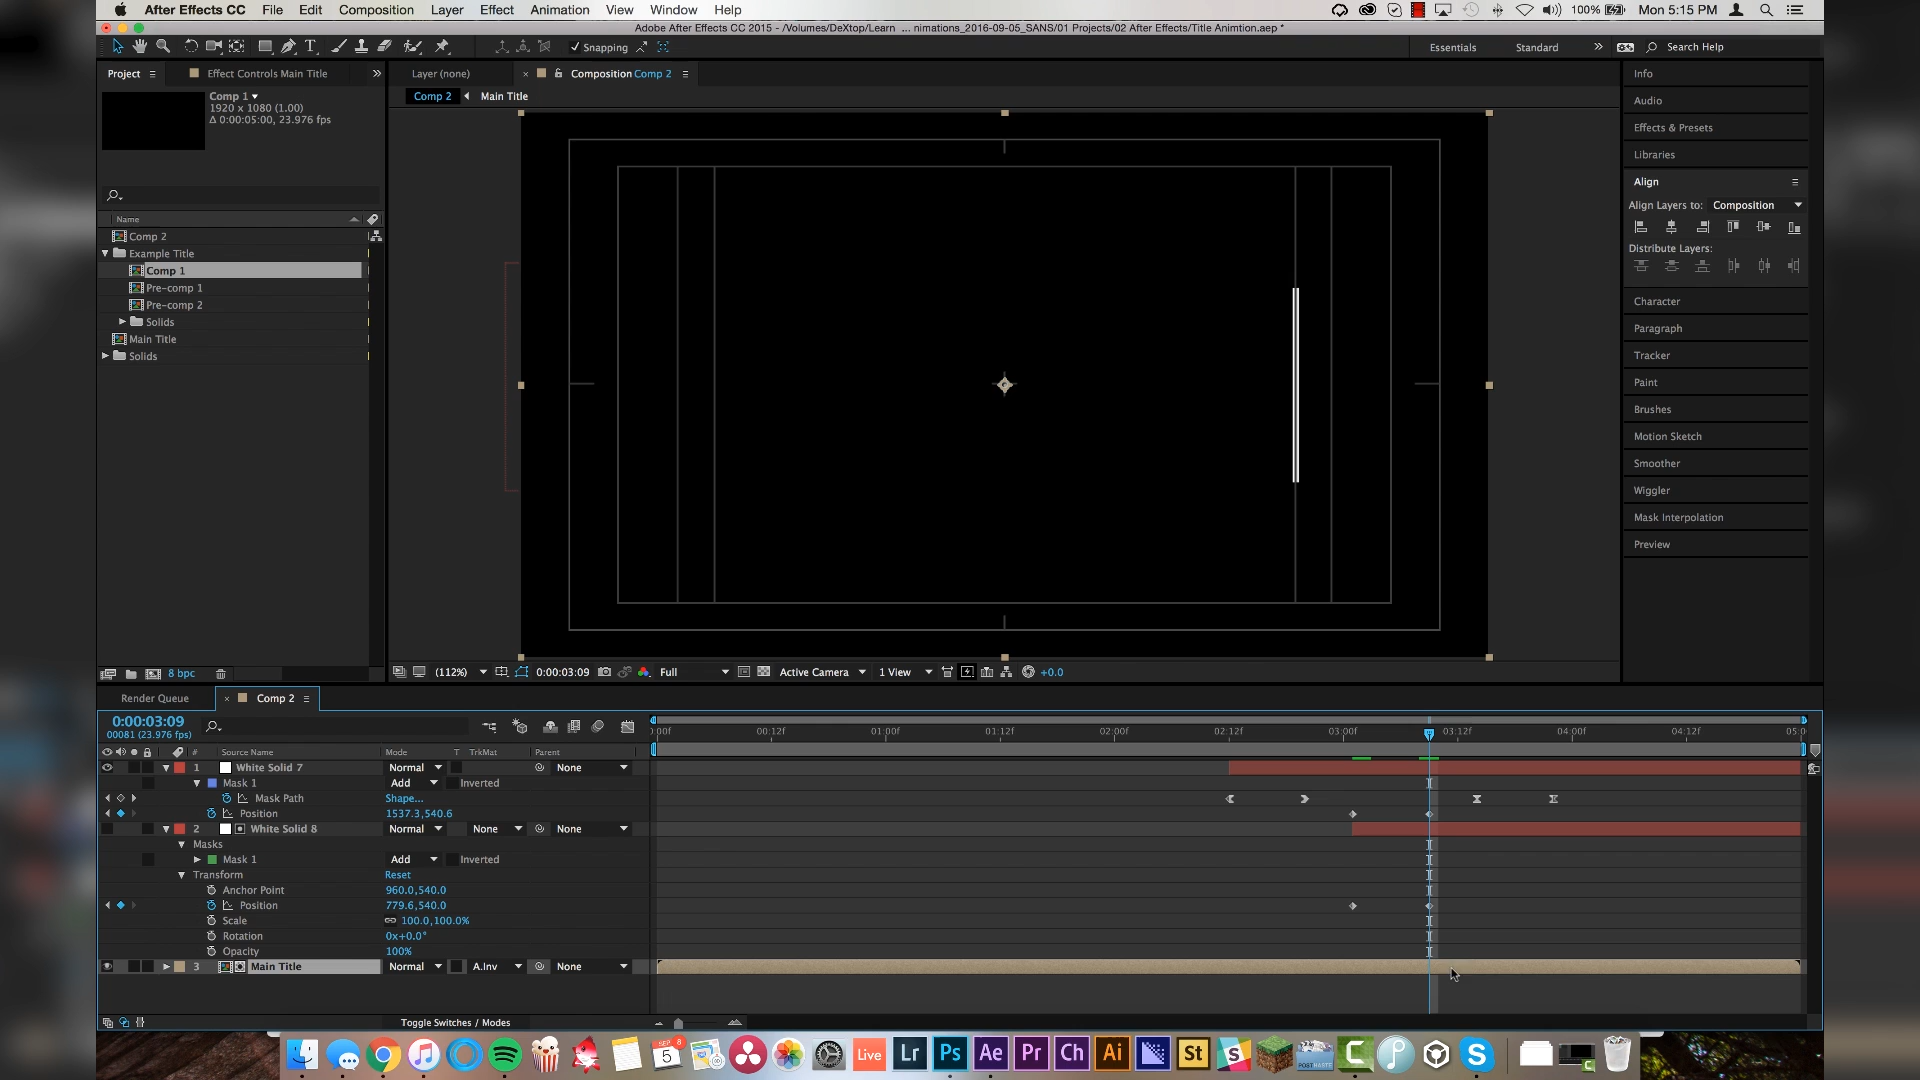 After Effects CC File Edit Composition Layer Effect Animation View Window Help 100% Mon 5:15 PM
Adobe After Effects CC 2015 - /Volumes/DeXtop/Learn ... nimations_2016-09-05_SANS/01 Projects/02 After Effects/Title Animtion.aep *
Snapping Essentials Standard Search Help
Project Effect Controls Main Title Layer (none) Composition Comp 2 Info
Comp 1
1920 x 1080 (1.00)
Δ 0:00:05:00, 23.976 fps
Comp 2 Main Title
Audio
Effects & Presets
Libraries
Align
Align Layers to: Composition
Distribute Layers:
Character
Paragraph
Tracker
Paint
Brushes
Motion Sketch
Smoother
Wiggler
Mask Interpolation
Preview
Name
Comp 2
Example Title
Comp 1
Pre-comp 1
Pre-comp 2
Solids
Main Title
Solids
8 bpc
(112%) 0:00:03:09 Full Active Camera 1 View +0.0
Render Queue Comp 2
0:00:03:09
00081 (23.976 fps)
00f 00:12f 01:00f 01:12f 02:00f 02:12f 03:00f 03:12f 04:00f 04:12f 05:0
# Source Name Mode T TrkMat Parent
1 White Solid 7 Normal None
Mask 1 Add Inverted
Mask Path Shape...
Position 1537.3,540.6
2 White Solid 8 Normal None None
Masks
Mask 1 Add Inverted
Transform Reset
Anchor Point 960.0,540.0
Position 779.6,540.0
Scale 100.0,100.0%
Rotation 0x+0.0°
Opacity 100%
3 Main Title Normal A.Inv None
Toggle Switches / Modes
SEP 5 8 Live Lr Ps Ae Pr Ch Ai St